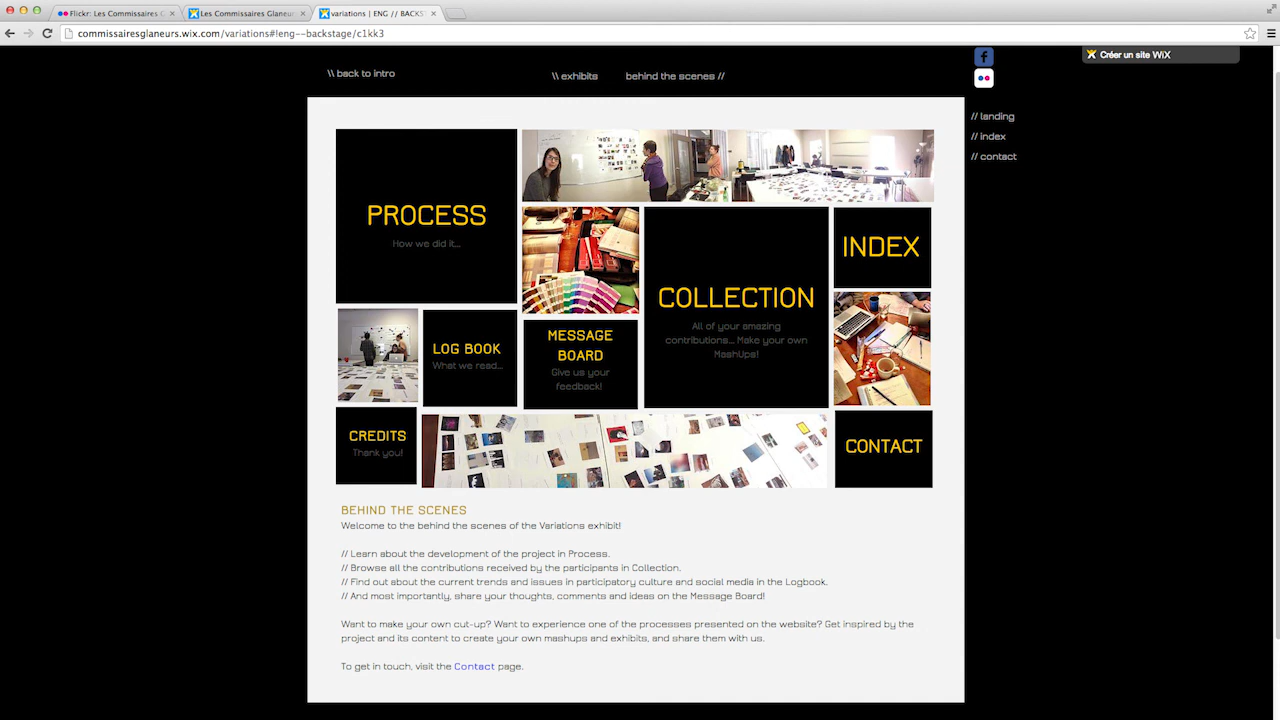 Flickr: Les Commissaires G
Les Commissaires Glaneur
variations | ENG // BACKS
commissairesglaneurs.wix.com/variations#!eng--backstage/c1kk3
Créer un site WiX
\\ back to intro
\\ exhibits
behind the scenes //
// landing
// index
// contact
PROCESS
How we did it...
COLLECTION
All of your amazing
contributions... Make your own
MashUps!
INDEX
LOG BOOK
What we read...
MESSAGE
BOARD
Give us your
feedback!
CREDITS
Thank you!
CONTACT
BEHIND THE SCENES
Welcome to the behind the scenes of the Variations exhibit!
// Learn about the development of the project in Process.
// Browse all the contributions received by the participants in Collection.
// Find out about the current trends and issues in participatory culture and social media in the Logbook.
// And most importantly, share your thoughts, comments and ideas on the Message Board!
Want to make your own cut-up? Want to experience one of the processes presented on the website? Get inspired by the
project and its content to create your own mashups and exhibits, and share them with us.
To get in touch, visit the Contact page.